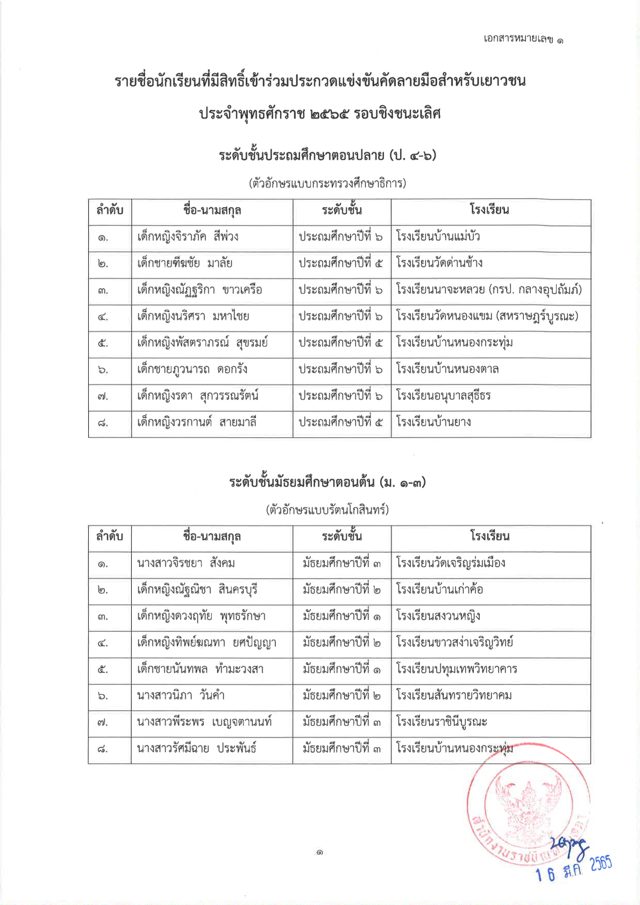 เอกสารหมายเลข ๑
รายชื่อนักเรียนที่มีสิทธิ์เข้าร่วมประกวดแข่งขันคัดลายมือสำหรับเยาวชน
ประจำพุทธศักราช ๒๕๖๕ รอบชิงชนะเลิศ
ระดับชั้นประถมศึกษาตอนปลาย (ป. ๔-๖)
(ตัวอักษรแบบกระทรวงศึกษาธิการ)
ลำดับ ชื่อ-นามสกุล ระดับชั้น โรงเรียน
๑. เด็กหญิงจิราภัค สีพ่วง ประถมศึกษาปีที่ ๖ โรงเรียนบ้านแม่บัว
๒. เด็กชายฑีฆชัย มาลัย ประถมศึกษาปีที่ ๕ โรงเรียนวัดด่านช้าง
๓. เด็กหญิงณัฏฐริกา ขาวเครือ ประถมศึกษาปีที่ ๖ โรงเรียนนาจะหลวย (กรป. กลางอุปถัมภ์)
๔. เด็กหญิงนริศรา มหาไชย ประถมศึกษาปีที่ ๖ โรงเรียนวัดหนองแขม (สหราษฎร์บูรณะ)
๕. เด็กหญิงพัสตราภรณ์ สุขรมย์ ประถมศึกษาปีที่ ๕ โรงเรียนบ้านหนองกระทุ่ม
๖. เด็กชายภูวนารถ ดอกรัง ประถมศึกษาปีที่ ๖ โรงเรียนบ้านหนองตาล
๗. เด็กหญิงรดา สุกวรรณรัตน์ ประถมศึกษาปีที่ ๖ โรงเรียนอนุบาลสุธีธร
๘. เด็กหญิงวรกานต์ สายมาลี ประถมศึกษาปีที่ ๕ โรงเรียนบ้านยาง
ระดับชั้นมัธยมศึกษาตอนต้น (ม. ๑-๓)
(ตัวอักษรแบบรัตนโกสินทร์)
ลำดับ ชื่อ-นามสกุล ระดับชั้น โรงเรียน
๑. นางสาวจิรชยา สังคม มัธยมศึกษาปีที่ ๓ โรงเรียนวัดเจริญร่มเมือง
๒. เด็กหญิงณัฐณิชา สินครบุรี มัธยมศึกษาปีที่ ๒ โรงเรียนบ้านเก่าค้อ
๓. เด็กหญิงดวงฤทัย พุทธรักษา มัธยมศึกษาปีที่ ๑ โรงเรียนสงวนหญิง
๔. เด็กหญิงทิพย์ฆณทา ยศปัญญา มัธยมศึกษาปีที่ ๒ โรงเรียนขาวสง่าเจริญวิทย์
๕. เด็กชายนันทพล ทำมะวงสา มัธยมศึกษาปีที่ ๑ โรงเรียนปทุมเทพวิทยาคาร
๖. นางสาวนิภา วันคำ มัธยมศึกษาปีที่ ๒ โรงเรียนสันทรายวิทยาคม
๗. นางสาวพีระพร เบญจตานนท์ มัธยมศึกษาปีที่ ๓ โรงเรียนราชินีบูรณะ
๘. นางสาวรัศมีฉาย ประพันธ์ มัธยมศึกษาปีที่ ๓ โรงเรียนบ้านหนองกระทุ่ม
๑
16 มี.ค 2565